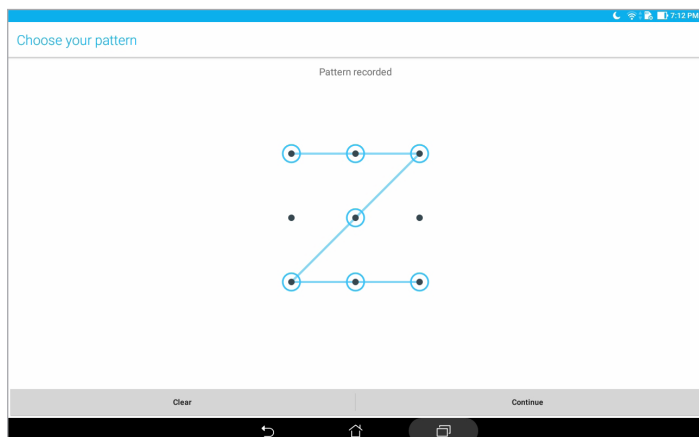 7:12 PM
Choose your pattern
Pattern recorded
Clear
Continue